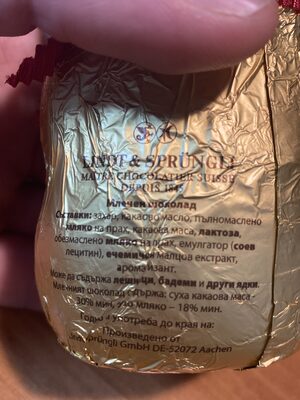 LINDT & SPRÜNGLI
MAÎTRE CHOCOLATIER SUISSE
DEPUIS 1845
Млечен шоколад
Съставки: захар, какаово масло, пълномаслено
мляко на прах, какаова маса, лактоза,
обезмаслено мляко на прах, емулгатор (соев
лецитин), ечемичен малцов екстракт,
ароматизант.
Може да съдържа лешници, бадеми и други ядки.
Млечният шоколад съдържа: суха какаова маса -
30% мин, сухо мляко – 18% мин.
Годно за употреба до края на:
Произведено от
Sprüngli GmbH DE-52072 Aachen